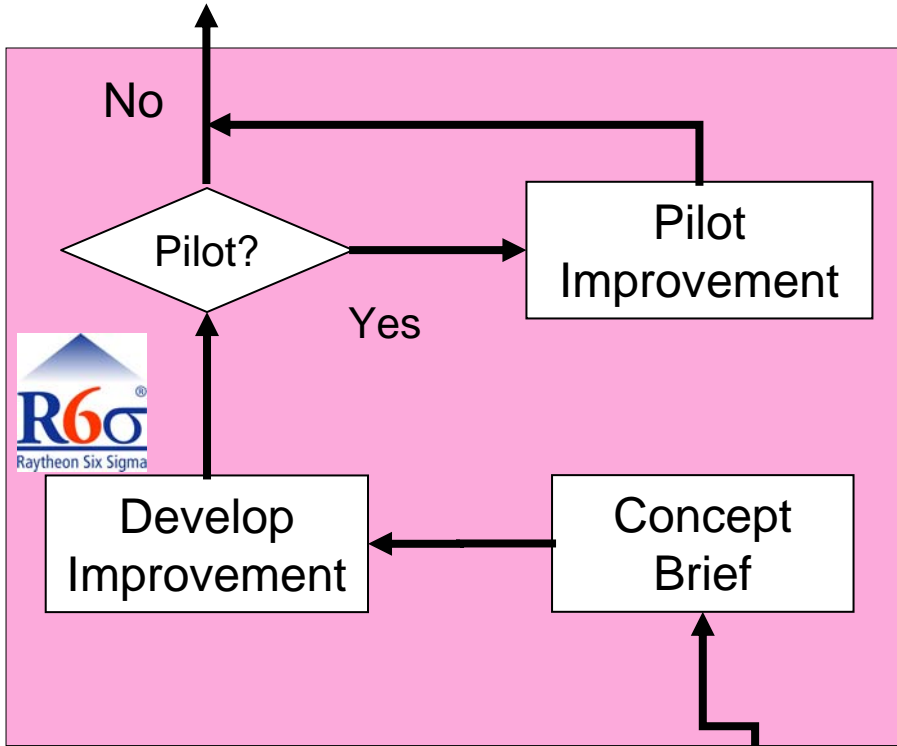 No
Pilot?
Pilot
Improvement
Yes
R6σ®
Raytheon Six Sigma
Develop
Improvement
Concept
Brief